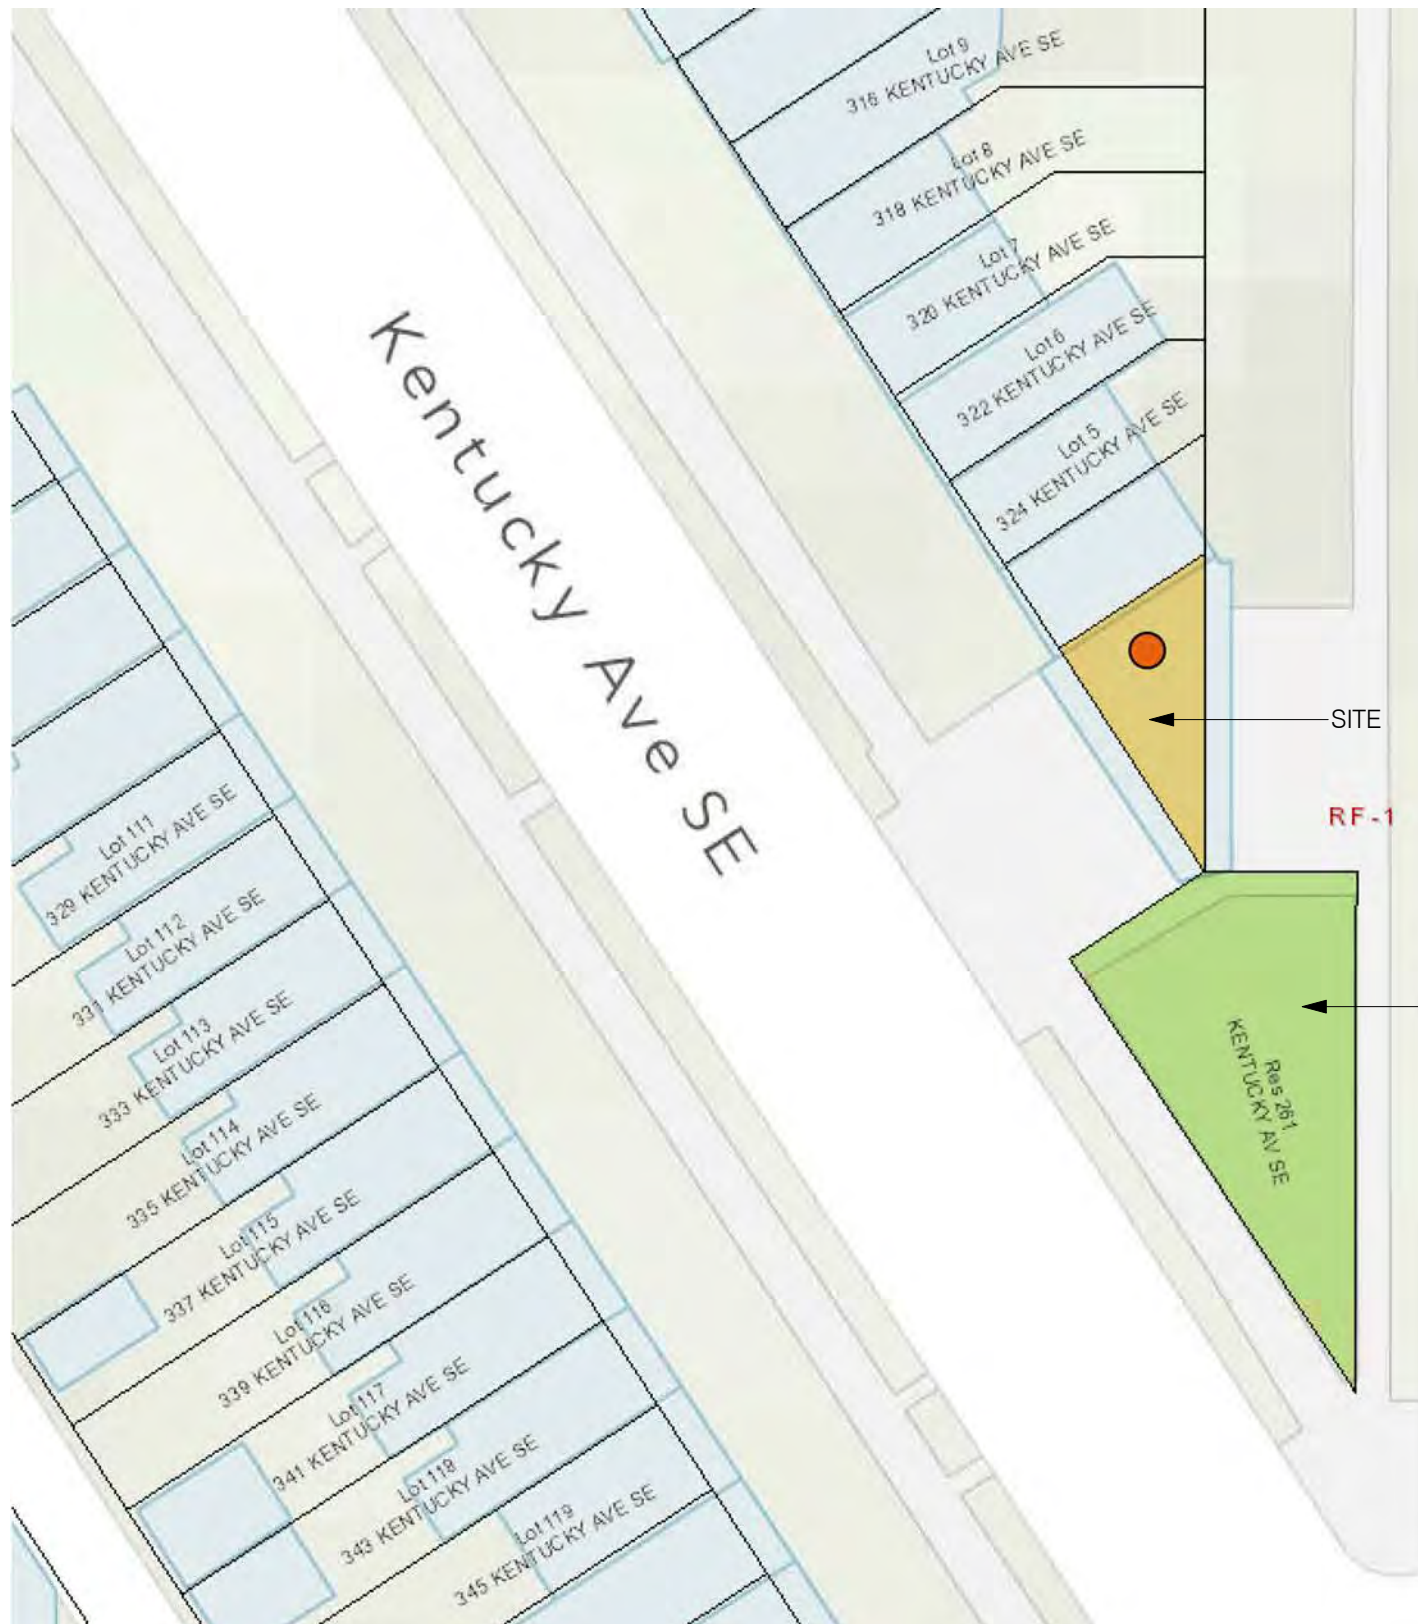 Lot 9
316 KENTUCKY AVE SE
Lot 8
318 KENTUCKY AVE SE
Lot 7
320 KENTUCKY AVE SE
Lot 6
322 KENTUCKY AVE SE
Lot 5
324 KENTUCKY AVE SE
Kentucky Ave SE
SITE
RF-1
Lot 111
329 KENTUCKY AVE SE
Lot 112
331 KENTUCKY AVE SE
Lot 113
333 KENTUCKY AVE SE
Lot 114
335 KENTUCKY AVE SE
Lot 115
337 KENTUCKY AVE SE
Lot 116
339 KENTUCKY AVE SE
Lot 117
341 KENTUCKY AVE SE
Lot 118
343 KENTUCKY AVE SE
Lot 119
345 KENTUCKY AVE SE
Res 261
KENTUCKY AV SE